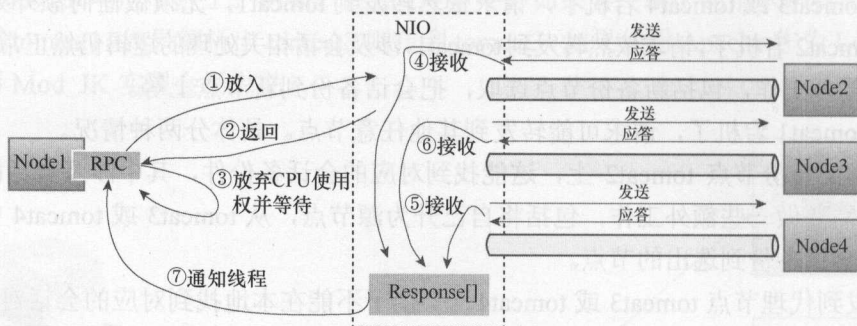 NIO
①放入
②返回
Node1
RPC
③放弃CPU使用
权并等待
⑦通知线程
④接收
⑥接收
⑤接收
Response[]
发送
应答
Node2
发送
应答
Node3
发送
应答
Node4